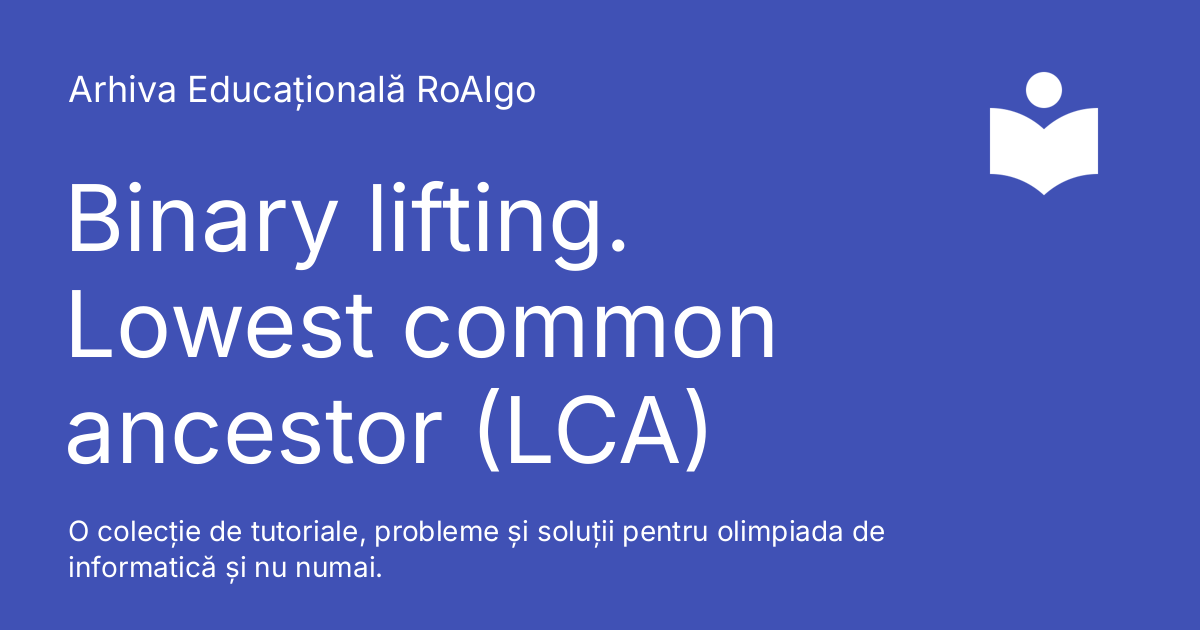 Arhiva Educațională RoAlgo
Binary lifting.
Lowest common
ancestor (LCA)
O colecție de tutoriale, probleme și soluții pentru olimpiada de
informatică și nu numai.